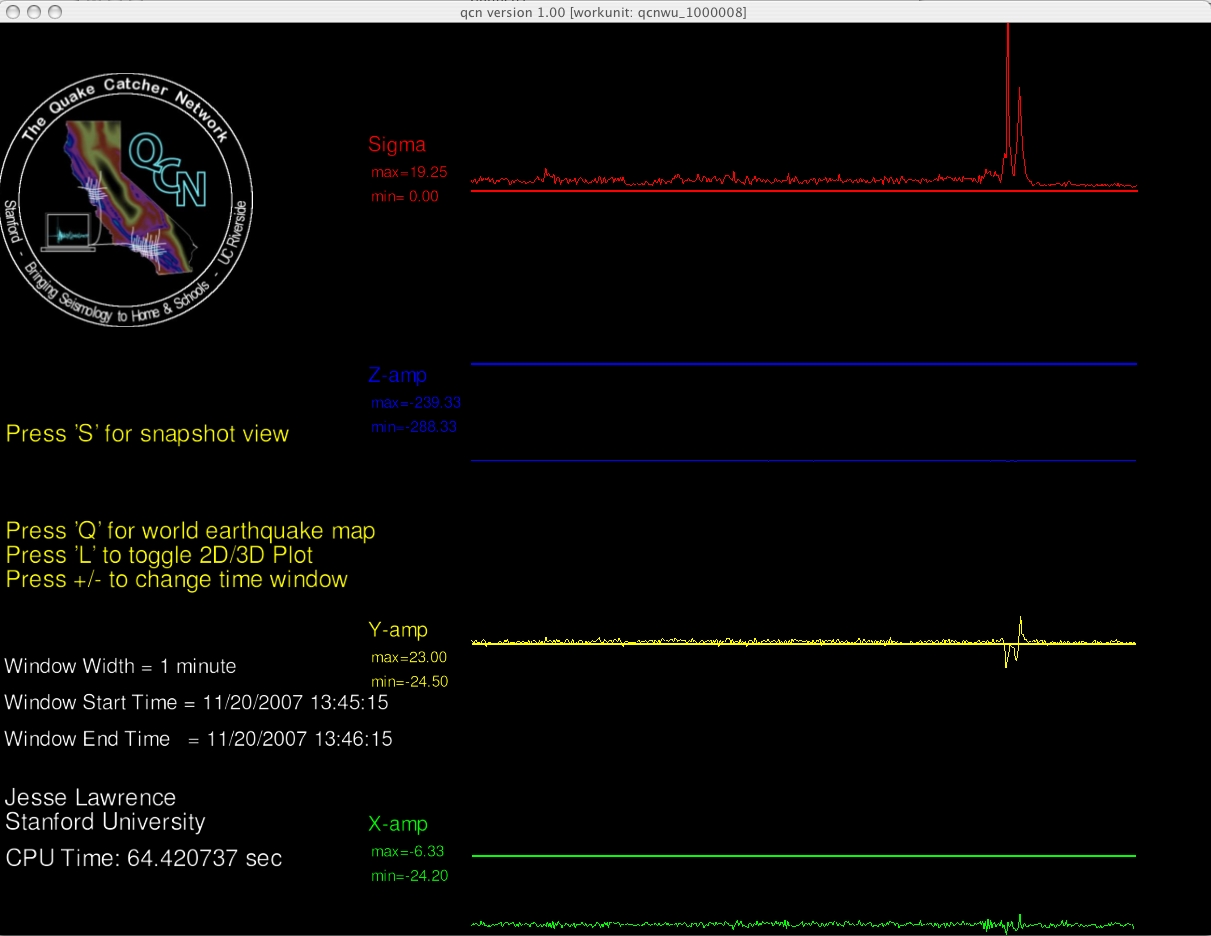 qcn version 1.00 [workunit: qcnwu_1000008]
The Quake Catcher Network
QCN
Stanford - Bringing Seismology to Home & Schools - UC Riverside
Sigma
max=19.25
min= 0.00
Z-amp
max=-239.33
min=-288.33
Press 'S' for snapshot view
Press 'Q' for world earthquake map
Press 'L' to toggle 2D/3D Plot
Press +/- to change time window
Y-amp
max=23.00
min=-24.50
Window Width = 1 minute
Window Start Time = 11/20/2007 13:45:15
Window End Time = 11/20/2007 13:46:15
Jesse Lawrence
Stanford University
CPU Time: 64.420737 sec
X-amp
max=-6.33
min=-24.20